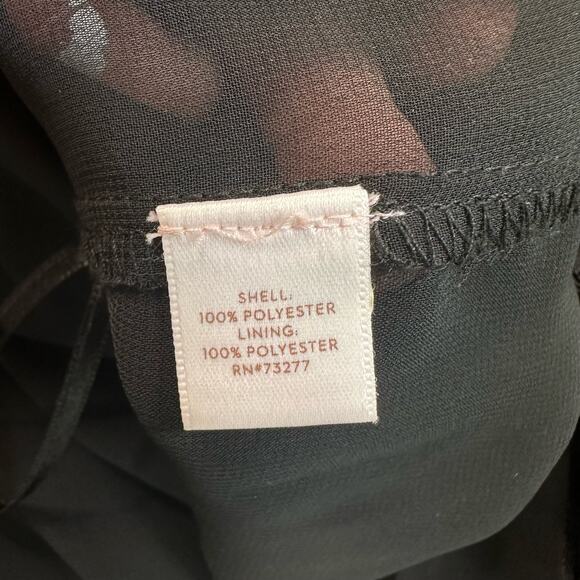 SHELL:
100% POLYESTER
LINING:
100% POLYESTER
RN#73277